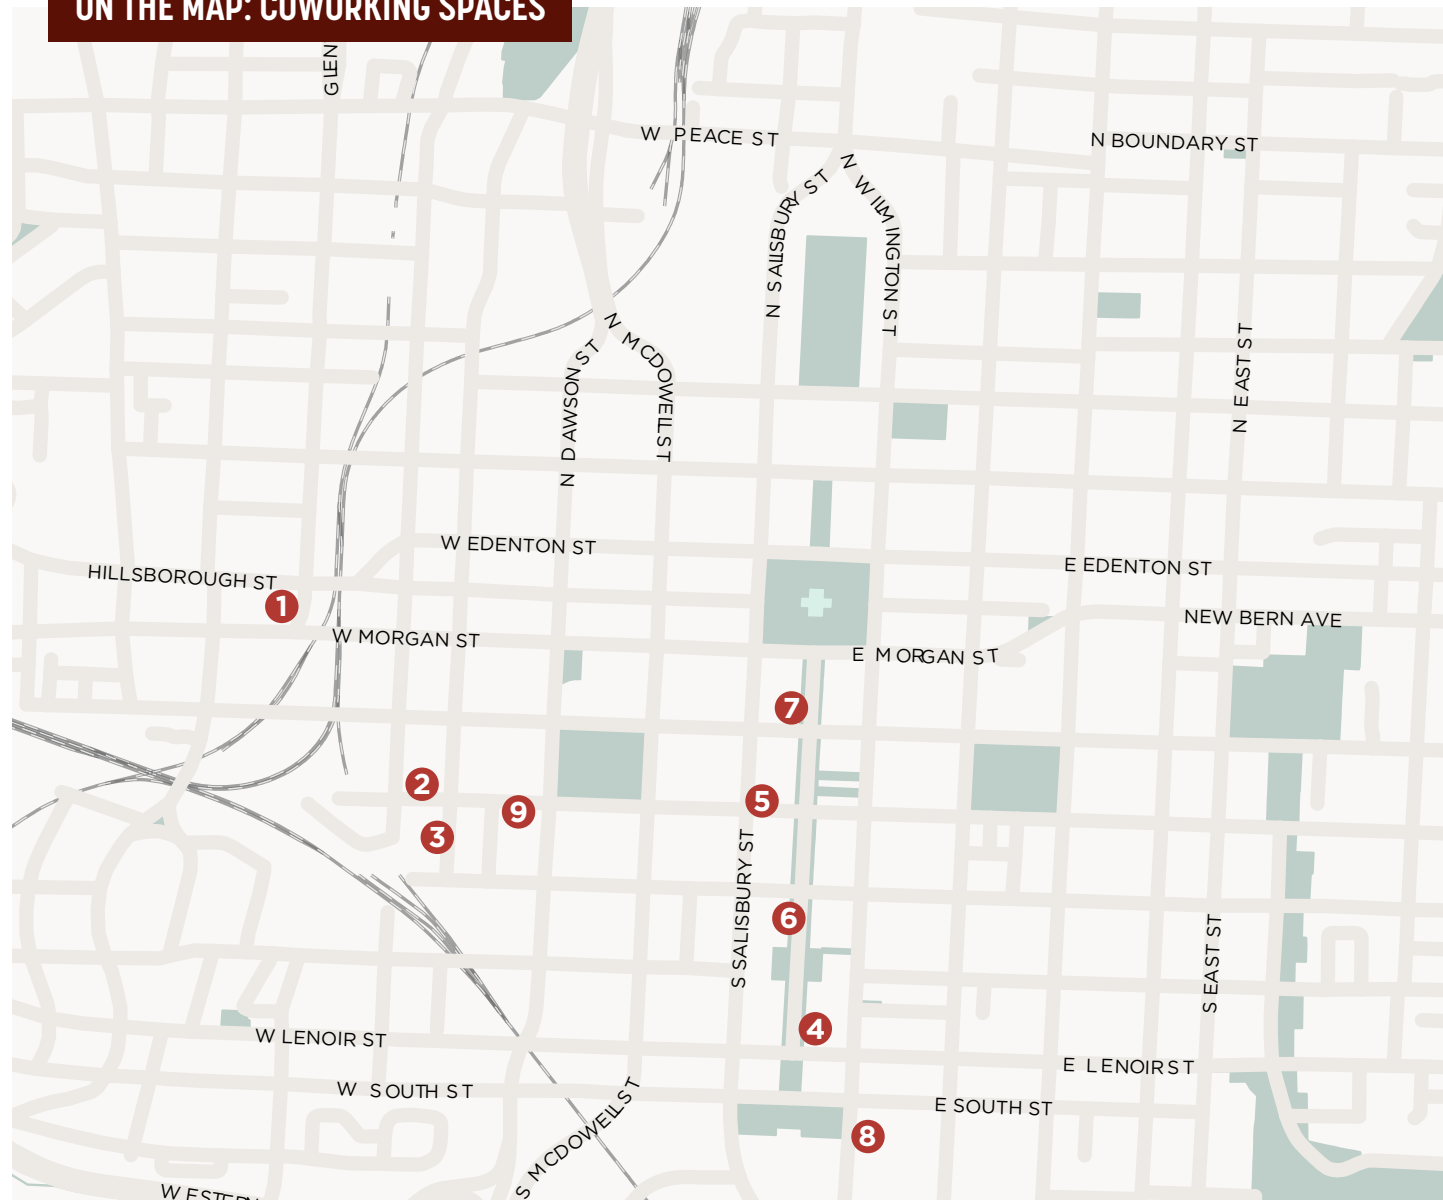 ON THE MAP: COWORKING SPACES
GLEN
W PEACE ST
N BOUNDARY ST
N SALISBURY ST
N WILMINGTON ST
N DAWSON ST
N MCDOWELL ST
N EAST ST
W EDENTON ST
E EDENTON ST
HILLSBOROUGH ST
1
NEW BERN AVE
W MORGAN ST
E MORGAN ST
7
2
5
9
3
S SALISBURY ST
6
S EAST ST
4
W LENOIR ST
E LENOIR ST
W SOUTH ST
E SOUTH ST
S MCDOWELL ST
8